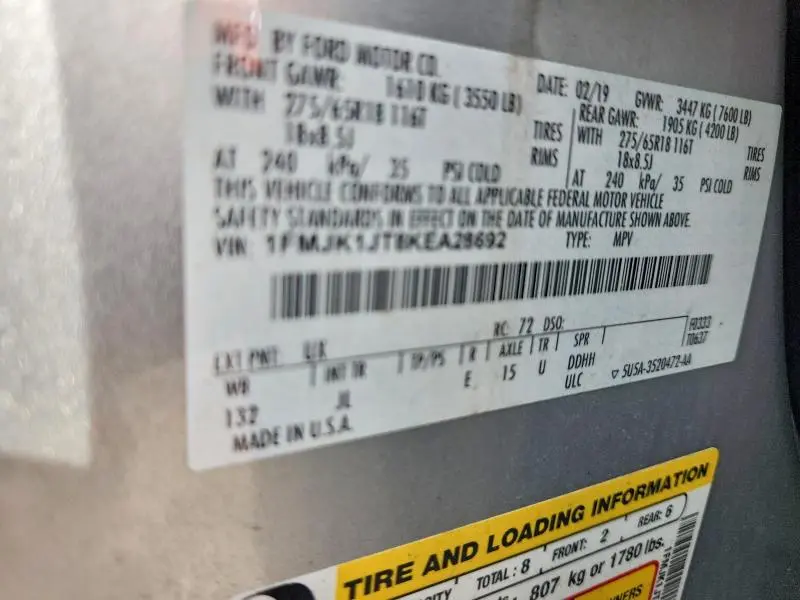 MFD BY FORD MOTOR CO.
DATE: 02/19 GVWR: 3447 KG ( 7600 LB)
FRONT GAWR: 1610 KG ( 3550 LB) REAR GAWR: 1905 KG ( 4200 LB)
WITH 275/65R18 116T TIRES WITH 275/65R18 116T TIRES
18x8.5J RIMS 18x8.5J RIMS
AT 240 kPa/ 35 PSI COLD AT 240 kPa/ 35 PSI COLD
THIS VEHICLE CONFORMS TO ALL APPLICABLE FEDERAL MOTOR VEHICLE
SAFETY STANDARDS IN EFFECT ON THE DATE OF MANUFACTURE SHOWN ABOVE.
VIN: 1FMJK1JT8KEA28692 TYPE: MPV
EXT PNT: RC: 72 DSO: F0333
WB INT TR TP/PS R AXLE TR SPR T0637
132 JL E 15 U DDHH
ULC ▽ 5U5A-3520472-AA
MADE IN U.S.A.
TIRE AND LOADING INFORMATION
TOTAL: 8 FRONT: 2 REAR: 6
807 kg or 1780 lbs.